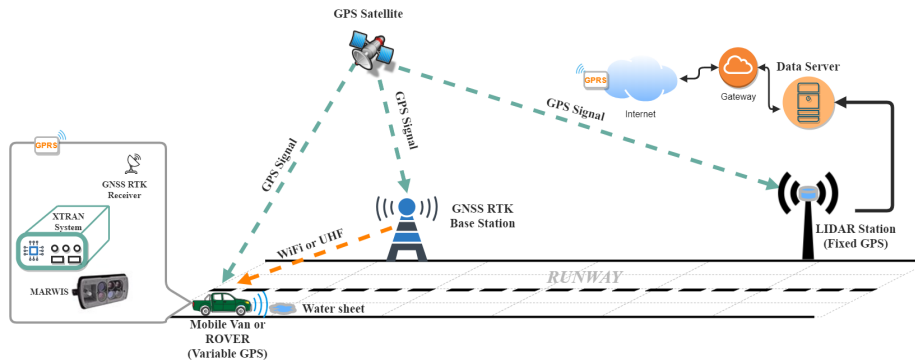 GPS Satellite
GPRS
Internet
Gateway
Data Server
GPS Signal
GPS Signal
GPS Signal
GPRS
GNSS RTK
Receiver
XTRAN
System
MARWIS
GNSS RTK
Base Station
WiFi or UHF
LIDAR Station
(Fixed GPS)
RUNWAY
Water sheet
Mobile Van or
ROVER
(Variable GPS)